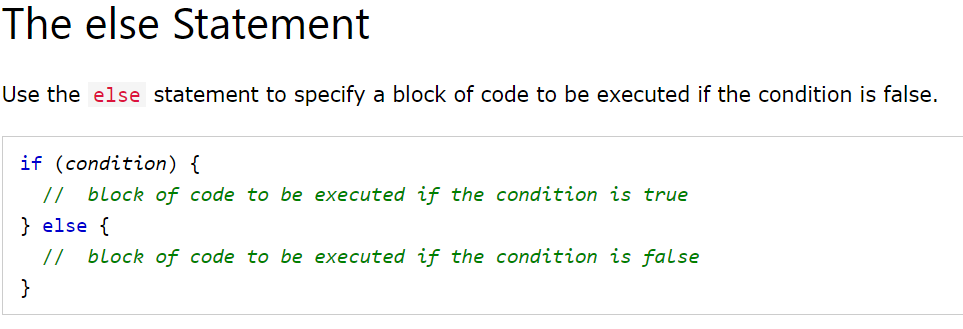 The else Statement
Use the else statement to specify a block of code to be executed if the condition is false.
if (condition) {
  //  block of code to be executed if the condition is true
} else {
  //  block of code to be executed if the condition is false
}